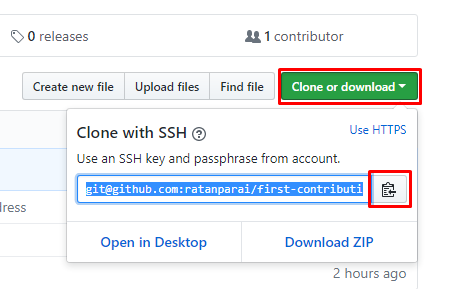 0 releases
1 contributor
Create new file
Upload files
Find file
Clone or download
Clone with SSH
Use HTTPS
Use an SSH key and passphrase from account.
git@github.com:ratanparai/first-contributi
dress
Open in Desktop
Download ZIP
2 hours ago